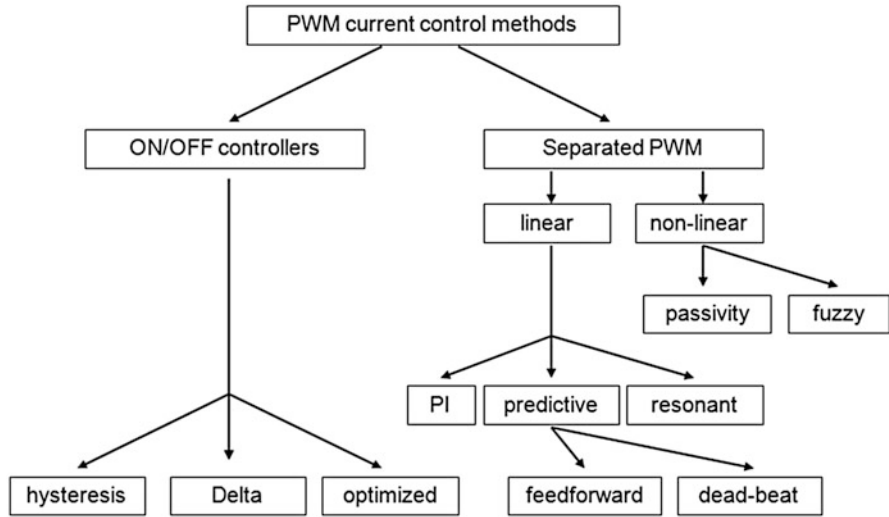 PWM current control methods
ON/OFF controllers
Separated PWM
linear
non-linear
passivity
fuzzy
PI
predictive
resonant
hysteresis
Delta
optimized
feedforward
dead-beat